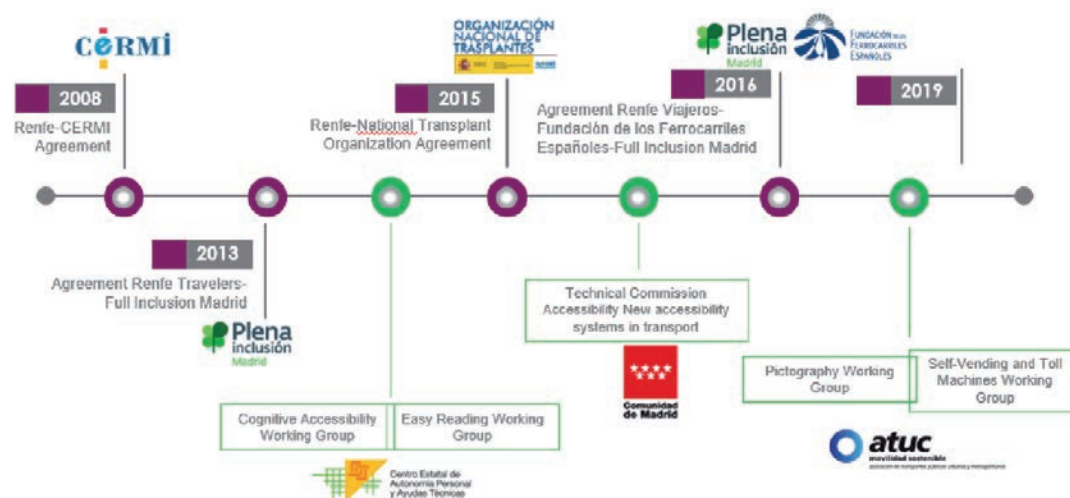 CERMI
ORGANIZACIÓN
NACIONAL DE
TRASPLANTES
Plena
inclusión
Madrid
FUNDACIÓN DE LOS
FERROCARRILES
ESPAÑOLES
2008
Renfe-CERMI
Agreement
2015
Renfe-National Transplant
Organization Agreement
2016
Agreement Renfe Viajeros-
Fundación de los Ferrocarriles
Españoles-Full Inclusion Madrid
2019
2013
Agreement Renfe Travelers-
Full Inclusion Madrid
Plena
inclusión
Madrid
Technical Commission
Accessibility New accessibility
systems in transport
Comunidad
de Madrid
Cognitive Accessibility
Working Group
Easy Reading Working
Group
Centro Estatal de
Autonomía Personal
y Ayudas Técnicas
Pictography Working
Group
Self-Vending and Toll
Machines Working
Group
atuc
movilidad sostenible